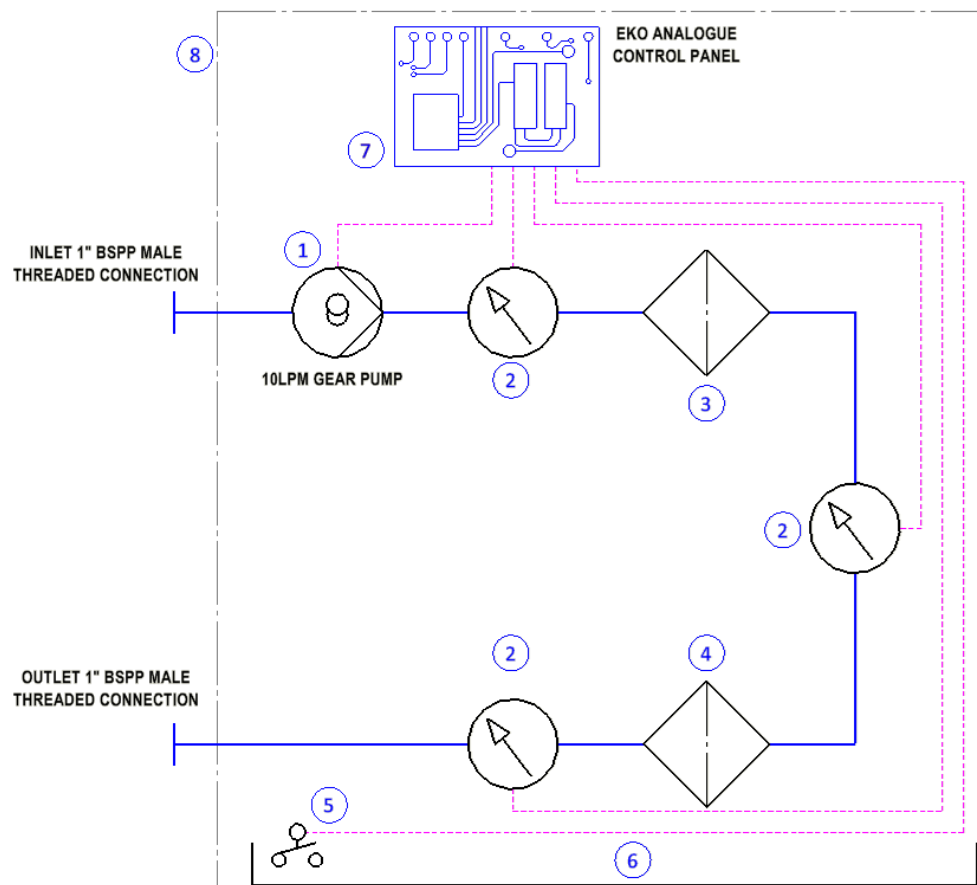 EKO ANALOGUE
CONTROL PANEL
8
7
1
INLET 1" BSPP MALE
THREADED CONNECTION
10LPM GEAR PUMP
2
3
2
2
4
OUTLET 1" BSPP MALE
THREADED CONNECTION
5
6